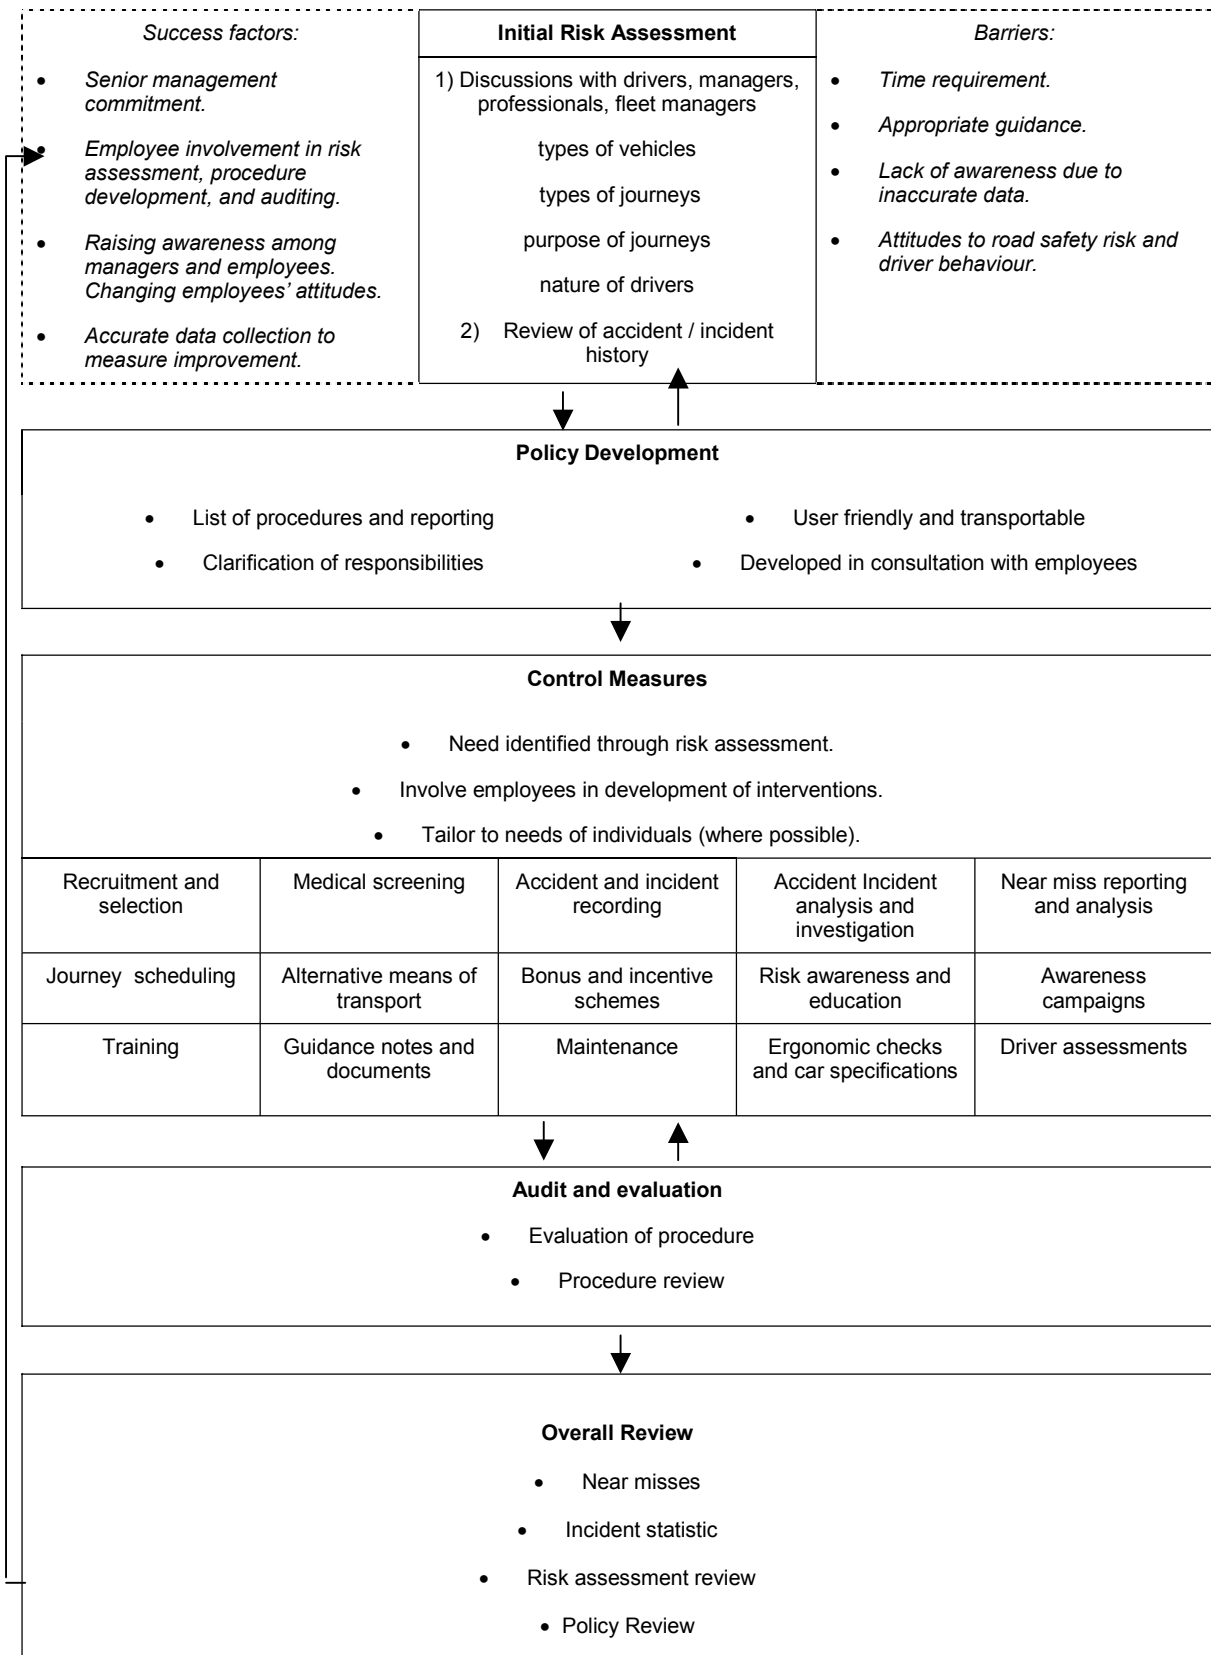 Success factors:
• Senior management
commitment.
• Employee involvement in risk
assessment, procedure
development, and auditing.
• Raising awareness among
managers and employees.
Changing employees’ attitudes.
• Accurate data collection to
measure improvement.
Initial Risk Assessment
1) Discussions with drivers, managers,
professionals, fleet managers
types of vehicles
types of journeys
purpose of journeys
nature of drivers
2) Review of accident / incident
history
Barriers:
• Time requirement.
• Appropriate guidance.
• Lack of awareness due to
inaccurate data.
• Attitudes to road safety risk and
driver behaviour.
Policy Development
• List of procedures and reporting
• Clarification of responsibilities
• User friendly and transportable
• Developed in consultation with employees
Control Measures
• Need identified through risk assessment.
• Involve employees in development of interventions.
• Tailor to needs of individuals (where possible).
Recruitment and
selection
Medical screening
Accident and incident
recording
Accident Incident
analysis and
investigation
Near miss reporting
and analysis
Journey scheduling
Alternative means of
transport
Bonus and incentive
schemes
Risk awareness and
education
Awareness
campaigns
Training
Guidance notes and
documents
Maintenance
Ergonomic checks
and car specifications
Driver assessments
Audit and evaluation
• Evaluation of procedure
• Procedure review
Overall Review
• Near misses
• Incident statistic
• Risk assessment review
• Policy Review